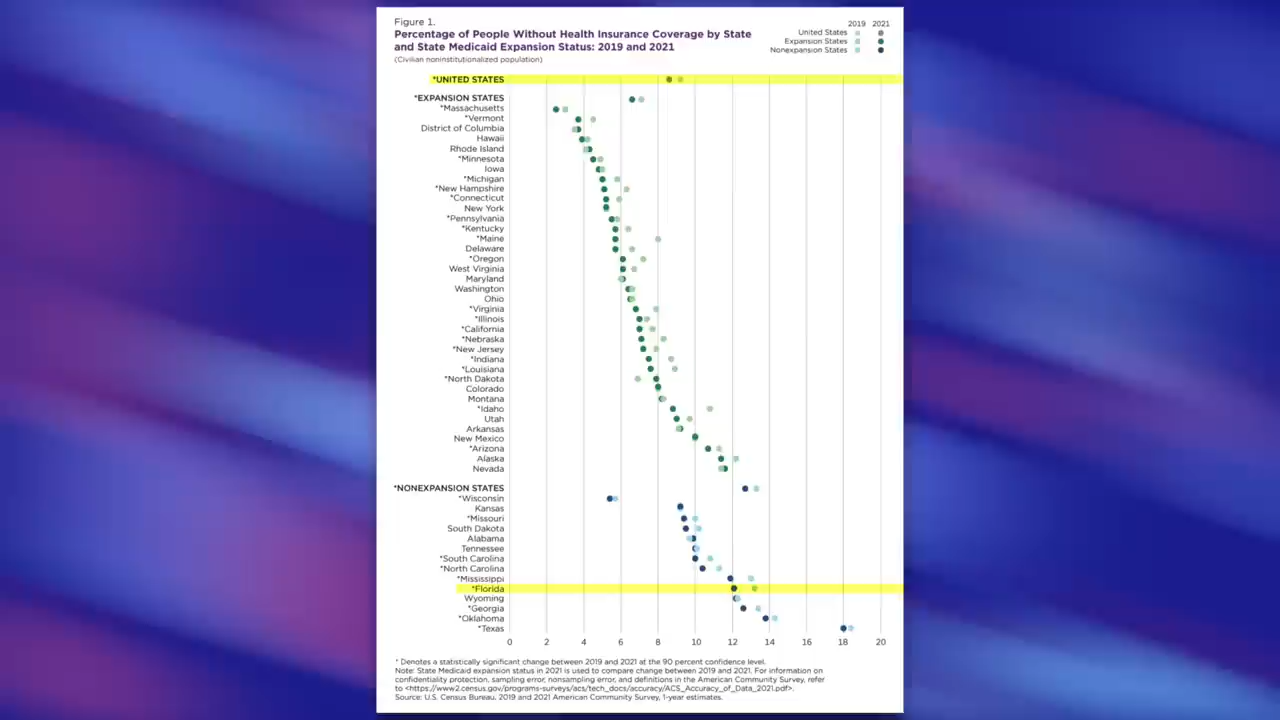 Figure 1.
Percentage of People Without Health Insurance Coverage by State
and State Medicaid Expansion Status: 2019 and 2021
(Civilian noninstitutionalized population)
2019 2021
United States
Expansion States
Nonexpansion States
*UNITED STATES
*EXPANSION STATES
*Massachusetts
*Vermont
District of Columbia
Hawaii
Rhode Island
*Minnesota
Iowa
*Michigan
*New Hampshire
*Connecticut
New York
*Pennsylvania
*Kentucky
*Maine
Delaware
*Oregon
West Virginia
Maryland
Washington
Ohio
*Virginia
*Illinois
*California
*Nebraska
*New Jersey
*Indiana
*Louisiana
*North Dakota
Colorado
Montana
*Idaho
Utah
Arkansas
New Mexico
*Arizona
Alaska
Nevada
*NONEXPANSION STATES
*Wisconsin
Kansas
*Missouri
South Dakota
Alabama
Tennessee
*South Carolina
*North Carolina
*Mississippi
*Florida
Wyoming
*Georgia
*Oklahoma
*Texas
0 2 4 6 8 10 12 14 16 18 20
* Denotes a statistically significant change between 2019 and 2021 at the 90 percent confidence level.
Note: State Medicaid expansion status in 2021 is used to compare change between 2019 and 2021. For information on
confidentiality protection, sampling error, nonsampling error, and definitions in the American Community Survey, refer
to <https://www2.census.gov/programs-surveys/acs/tech_docs/accuracy/ACS_Accuracy_of_Data_2021.pdf>.
Source: U.S. Census Bureau, 2019 and 2021 American Community Survey, 1-year estimates.